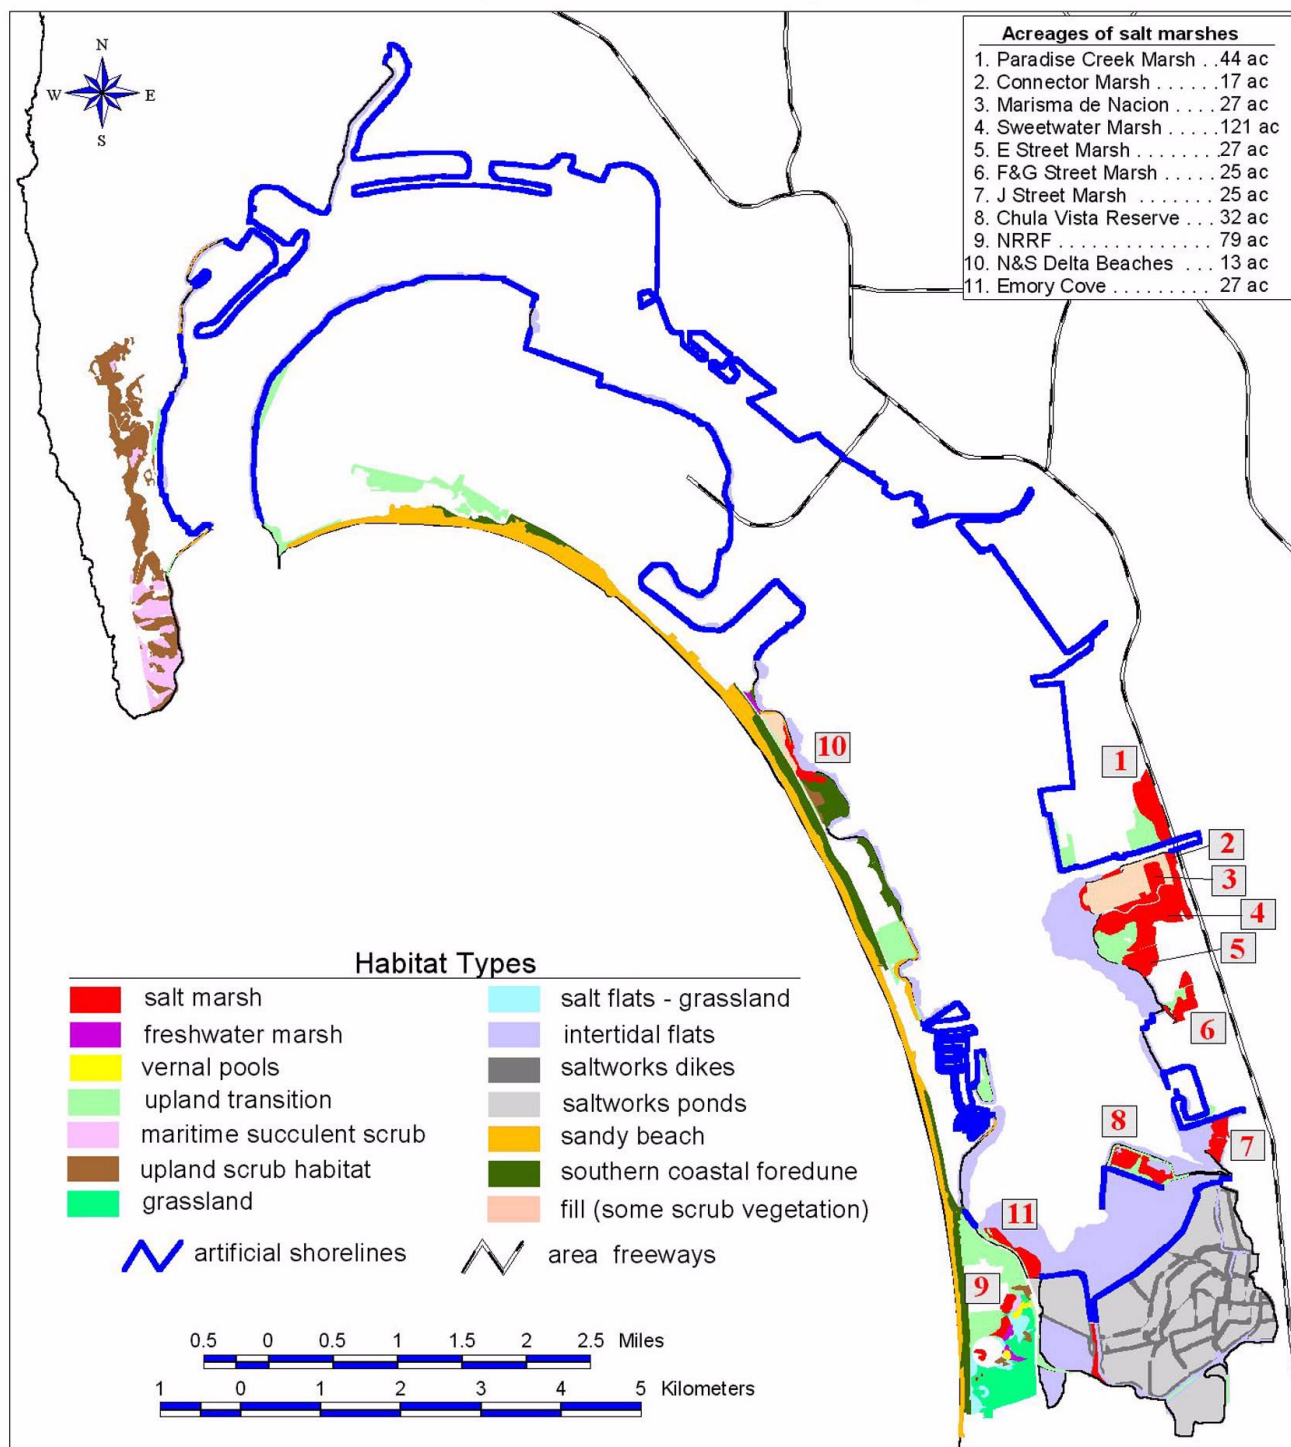 Acreages of salt marshes
1. Paradise Creek Marsh . . 44 ac
2. Connector Marsh . . . . . . 17 ac
3. Marisma de Nacion . . . . 27 ac
4. Sweetwater Marsh . . . . . 121 ac
5. E Street Marsh . . . . . . . . 27 ac
6. F&G Street Marsh . . . . . 25 ac
7. J Street Marsh . . . . . . . 25 ac
8. Chula Vista Reserve . . . 32 ac
9. NRRF . . . . . . . . . . . . . . 79 ac
10. N&S Delta Beaches . . . 13 ac
11. Emory Cove . . . . . . . . . 27 ac
N
W E
S
10
1
2
3
4
5
6
7
8
11
9
Habitat Types
salt marsh
freshwater marsh
vernal pools
upland transition
maritime succulent scrub
upland scrub habitat
grassland
salt flats - grassland
intertidal flats
saltworks dikes
saltworks ponds
sandy beach
southern coastal foredune
fill (some scrub vegetation)
artificial shorelines
area freeways
0.5 0 0.5 1 1.5 2 2.5 Miles
1 0 1 2 3 4 5 Kilometers